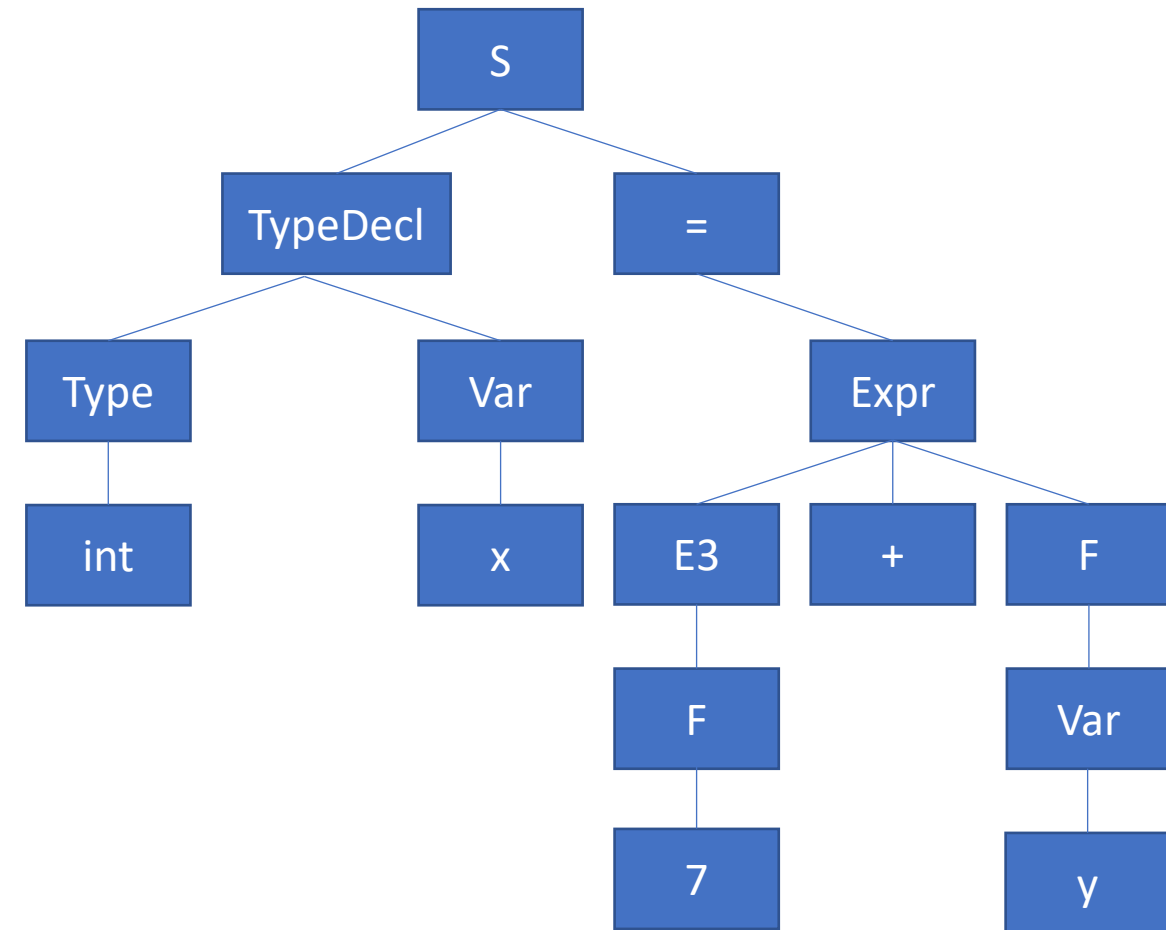 S
TypeDecl
=
Type
Var
Expr
int
x
E3
+
F
F
Var
7
y